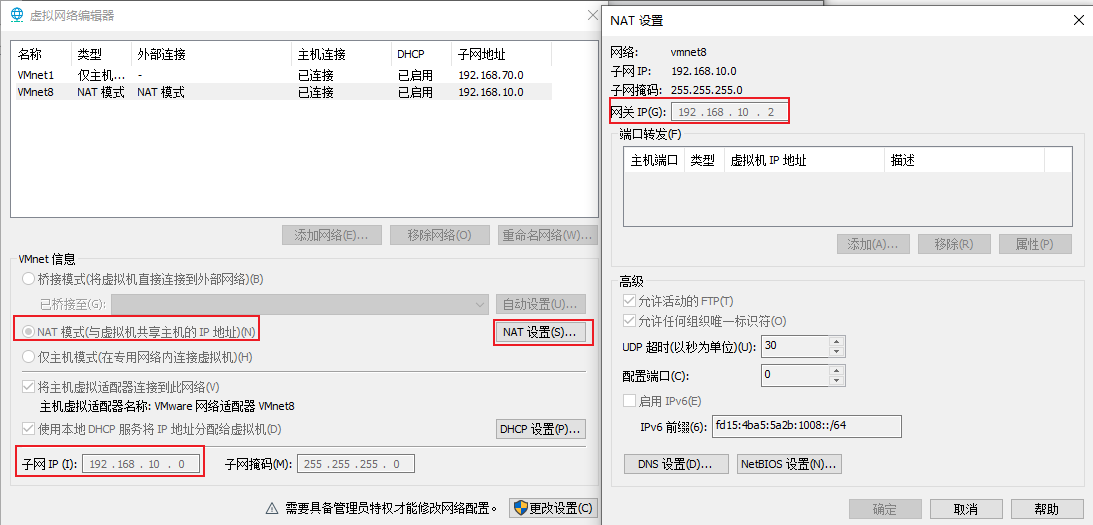 虚拟网络编辑器
名称 类型 外部连接 主机连接 DHCP 子网地址
VMnet1 仅主机... - 已连接 已启用 192.168.70.0
VMnet8 NAT 模式 NAT 模式 已连接 已启用 192.168.10.0
添加网络(E)... 移除网络(O) 重命名网络(W)...
VMnet 信息
桥接模式(将虚拟机直接连接到外部网络)(B)
已桥接至(G): 自动设置(U)...
NAT 模式(与虚拟机共享主机的 IP 地址)(N) NAT 设置(S)...
仅主机模式(在专用网络内连接虚拟机)(H)
将主机虚拟适配器连接到此网络(V)
主机虚拟适配器名称: VMware 网络适配器 VMnet8
使用本地 DHCP 服务将 IP 地址分配给虚拟机(D) DHCP 设置(P)...
子网 IP (I): 192 . 168 . 10 . 0 子网掩码(M): 255 . 255 . 255 . 0
需要具备管理员特权才能修改网络配置。 更改设置(C)
NAT 设置
网络: vmnet8
子网 IP: 192.168.10.0
子网掩码: 255.255.255.0
网关 IP(G): 192 . 168 . 10 . 2
端口转发(F)
主机端口 类型 虚拟机 IP 地址 描述
添加(A)... 移除(R) 属性(P)
高级
允许活动的 FTP(T)
允许任何组织唯一标识符(O)
UDP 超时(以秒为单位)(U): 30
配置端口(C): 0
启用 IPv6(E)
IPv6 前缀(6): fd15:4ba5:5a2b:1008::/64
DNS 设置(D)... NetBIOS 设置(N)...
确定 取消 帮助